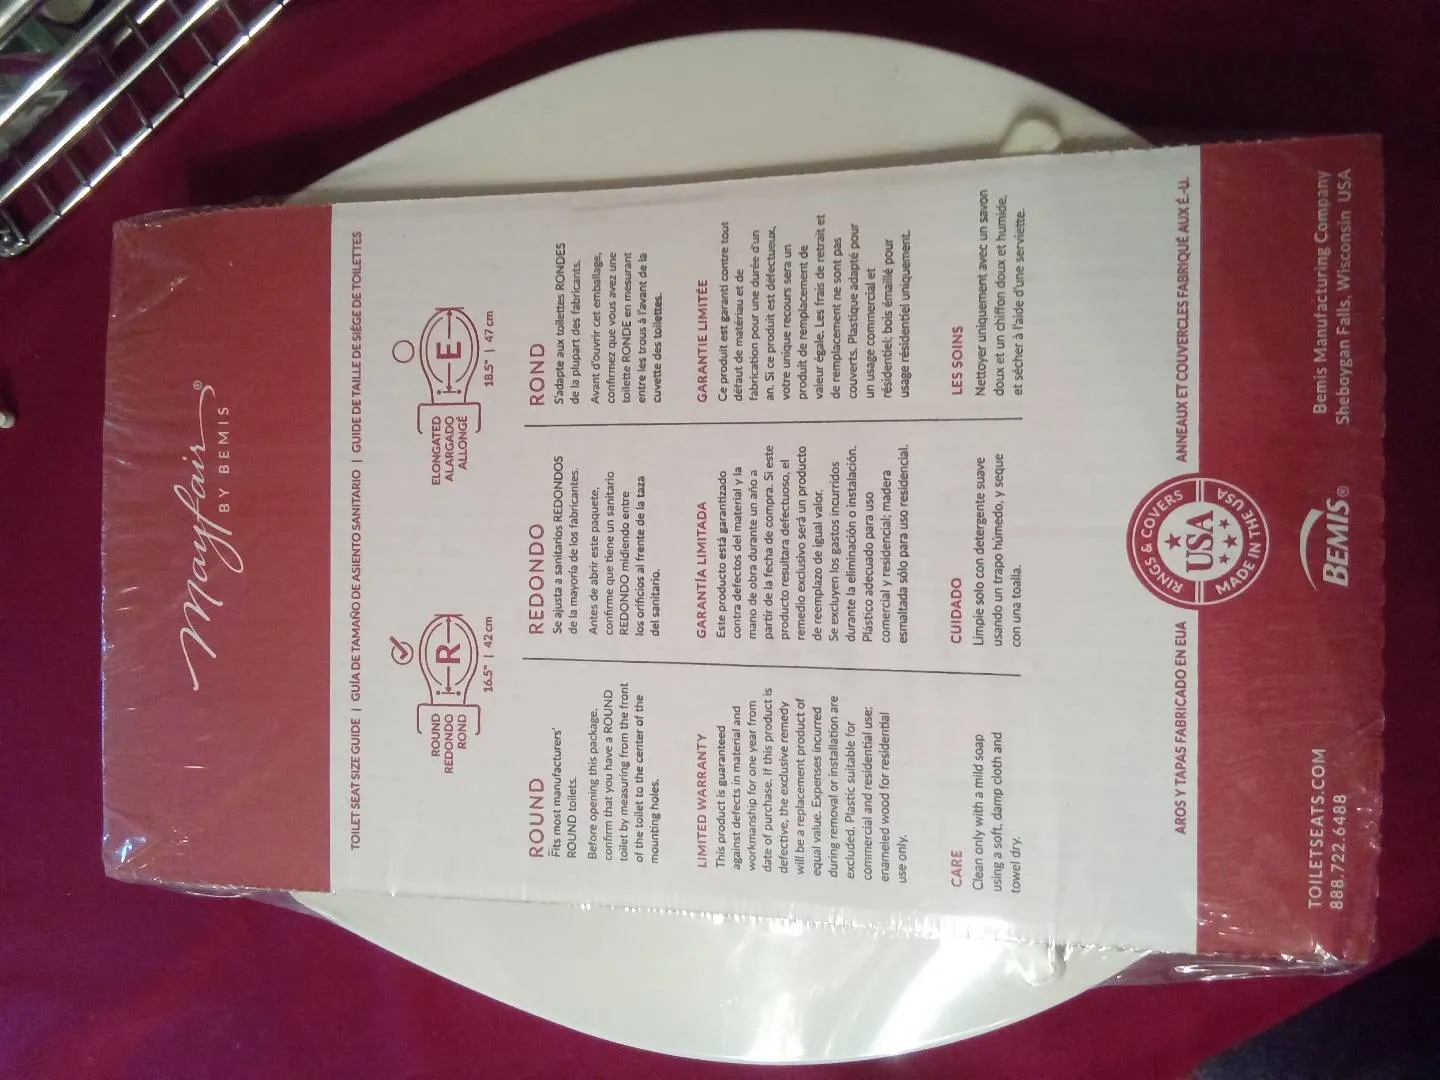 Mayfair®
BY BEMIS
TOILET SEAT SIZE GUIDE | GUÍA DE TAMAÑO DE ASIENTO SANITARIO | GUIDE DE TAILLE DE SIÈGE DE TOILETTES
ROUND
REDONDO
ROND
R
16.5" | 42 cm
ELONGATED
ALARGADO
ALLONGÉ
E
18.5" | 47 cm
ROUND
Fits most manufacturers'
ROUND toilets.
Before opening this package,
confirm that you have a ROUND
toilet by measuring from the front
of the toilet to the center of the
mounting holes.
LIMITED WARRANTY
This product is guaranteed
against defects in material and
workmanship for one year from
date of purchase. If this product is
defective, the exclusive remedy
will be a replacement product of
equal value. Expenses incurred
during removal or installation are
excluded. Plastic suitable for
commercial and residential use;
enameled wood for residential
use only.
CARE
Clean only with a mild soap
using a soft, damp cloth and
towel dry.
REDONDO
Se ajusta a sanitarios REDONDOS
de la mayoría de los fabricantes.
Antes de abrir este paquete,
confirme que tiene un sanitario
REDONDO midiendo entre
los orificios al frente de la taza
del sanitario.
GARANTÍA LIMITADA
Este producto está garantizado
contra defectos del material y la
mano de obra durante un año a
partir de la fecha de compra. Si este
producto resultara defectuoso, el
remedio exclusivo será un producto
de reemplazo de igual valor.
Se excluyen los gastos incurridos
durante la eliminación o instalación.
Plástico adecuado para uso
comercial y residencial; madera
esmaltada sólo para uso residencial.
CUIDADO
Limpie solo con detergente suave
usando un trapo húmedo, y seque
con una toalla.
ROND
S'adapte aux toilettes RONDES
de la plupart des fabricants.
Avant d'ouvrir cet emballage,
confirmez que vous avez une
toilette RONDE en mesurant
entre les trous à l'avant de la
cuvette des toilettes.
GARANTIE LIMITÉE
Ce produit est garanti contre tout
défaut de matériau et de
fabrication pour une durée d'un
an. Si ce produit est défectueux,
votre unique recours sera un
produit de remplacement de
valeur égale. Les frais de retrait et
de remplacement ne sont pas
couverts. Plastique adapté pour
un usage commercial et
résidentiel; bois émaillé pour
usage résidentiel uniquement.
LES SOINS
Nettoyer uniquement avec un savon
doux et un chiffon doux et humide,
et sécher à l'aide d'une serviette.
AROS Y TAPAS FABRICADO EN EUA
RINGS & COVERS
USA
MADE IN THE USA
ANNEAUX ET COUVERCLES FABRIQUÉ AUX É.-U.
TOILETSEATS.COM
888.722.6488
BEMIS®
Bemis Manufacturing Company
Sheboygan Falls, Wisconsin USA